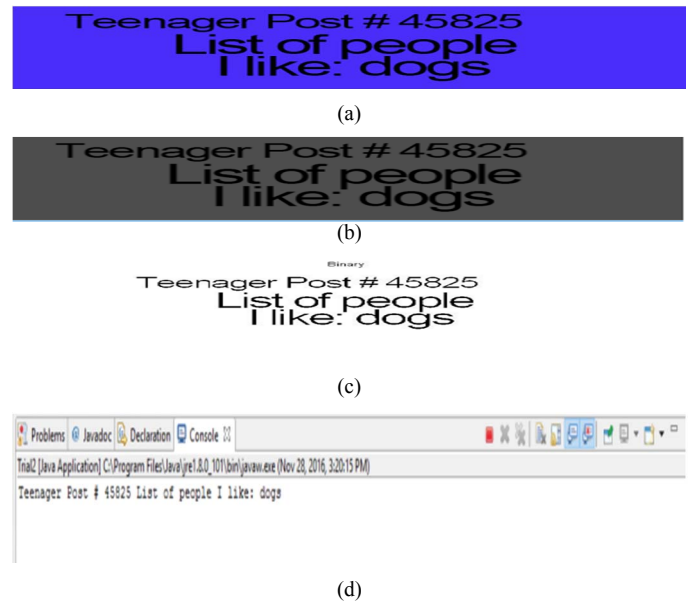 Teenager Post # 45825
List of people
I like: dogs
(a)
Teenager Post # 45825
List of people
I like: dogs
(b)
Binary
Teenager Post # 45825
List of people
I like: dogs
(c)
Problems @ Javadoc Declaration Console
Trial2 [Java Application] C:\Program Files\Java\jre1.8.0_101\bin\javaw.exe (Nov 28, 2016, 3:20:15 PM)
Teenager Post # 45825 List of people I like: dogs
(d)